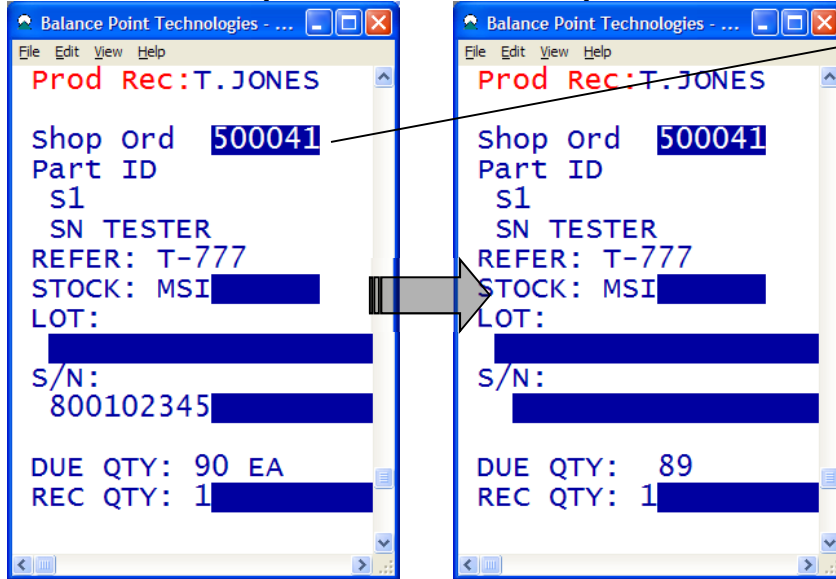 Balance Point Technologies - ...
File Edit View Help
Prod Rec:T.JONES
Shop Ord 500041
Part ID
S1
SN TESTER
REFER: T-777
STOCK: MSI
LOT:
S/N:
800102345
DUE QTY: 90 EA
REC QTY: 1
Balance Point Technologies - ...
File Edit View Help
Prod Rec:T.JONES
Shop Ord 500041
Part ID
S1
SN TESTER
REFER: T-777
STOCK: MSI
LOT:
S/N:
DUE QTY: 89
REC QTY: 1